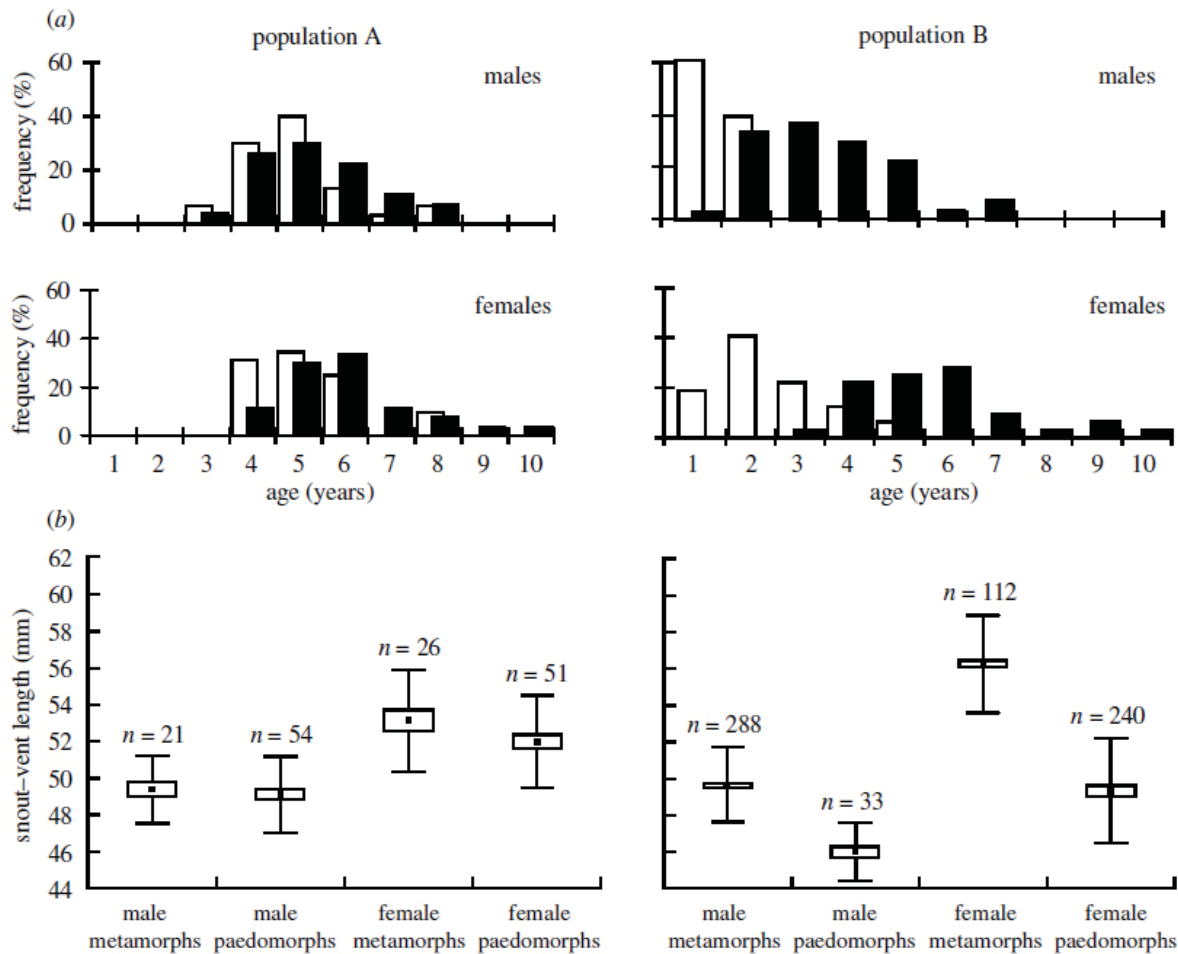 (a)
population A
population B
frequency (%)
60
40
20
0
males
males
frequency (%)
60
40
20
0
females
females
1 2 3 4 5 6 7 8 9 10
age (years)
1 2 3 4 5 6 7 8 9 10
age (years)
(b)
snout–vent length (mm)
62
60
58
56
54
52
50
48
46
44
n = 21
n = 54
n = 26
n = 51
n = 288
n = 33
n = 112
n = 240
male
metamorphs
male
paedomorphs
female
metamorphs
female
paedomorphs
male
metamorphs
male
paedomorphs
female
metamorphs
female
paedomorphs